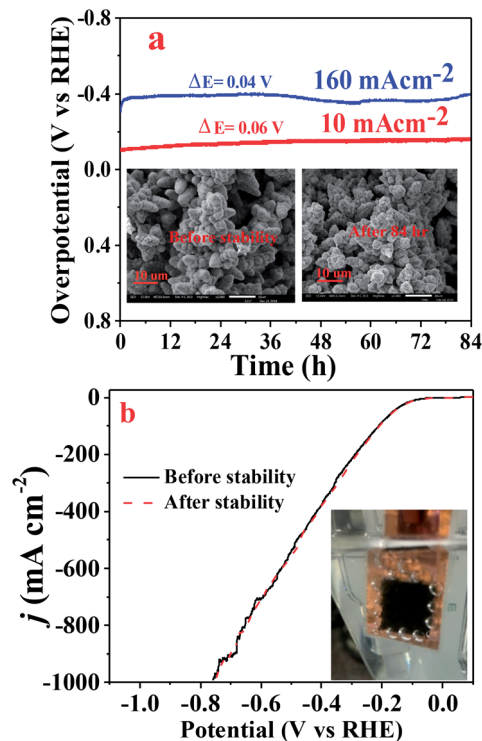 a
Overpotential (V vs RHE)
-0.8
-0.4
0.0
0.4
0.8
ΔE= 0.04 V
160 mAcm-2
ΔE= 0.06 V
10 mAcm-2
Before stability
10 um
After 84 hr
10 um
0 12 24 36 48 60 72 84
Time (h)
b
j (mA cm-2)
0
-200
-400
-600
-800
-1000
Before stability
After stability
-1.0 -0.8 -0.6 -0.4 -0.2 0.0
Potential (V vs RHE)